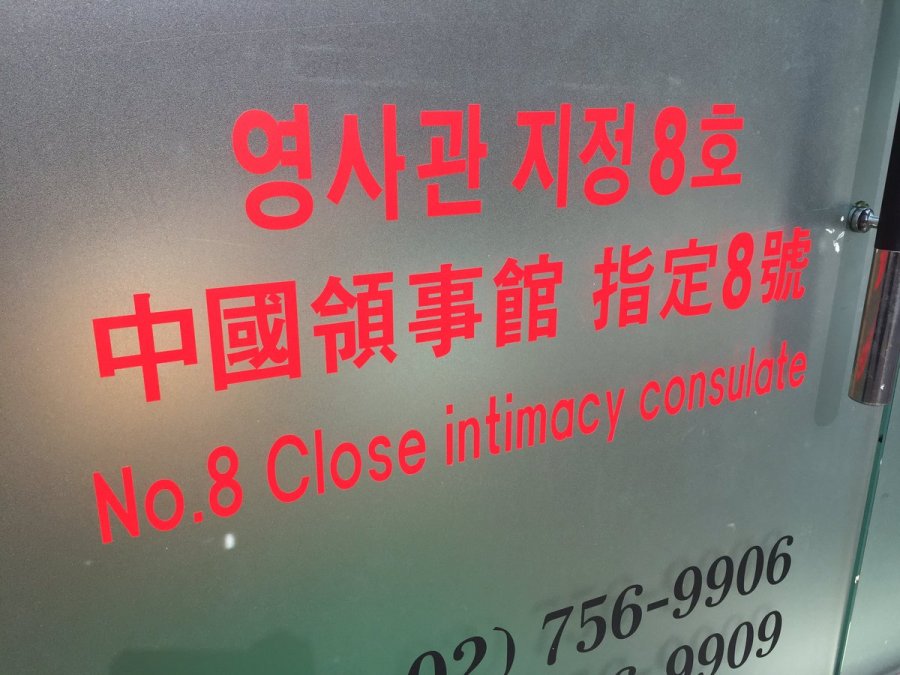 영사관 지정 8호
中國領事館 指定8號
No.8 Close intimacy consulate
02) 756-9906
9909